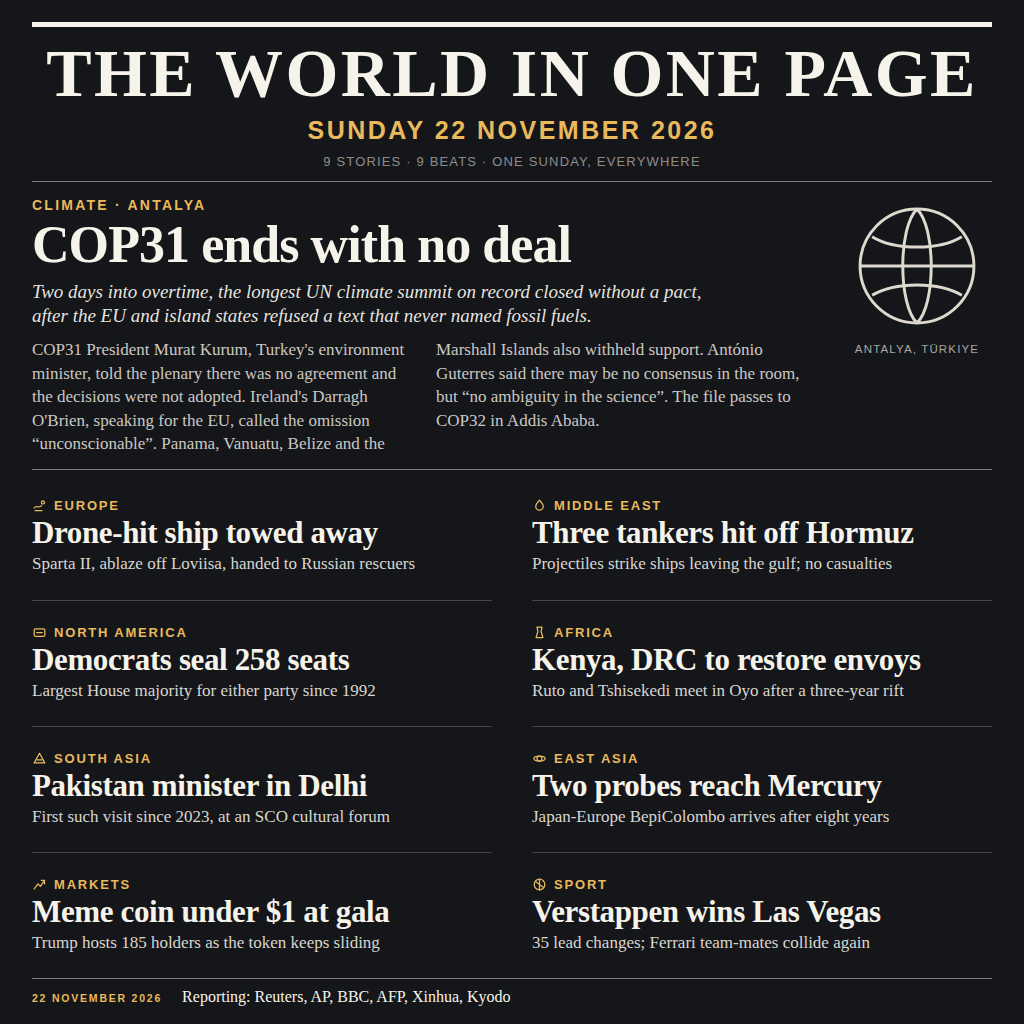 THE WORLD IN ONE PAGE
SUNDAY 22 NOVEMBER 2026
9 STORIES · 9 BEATS · ONE SUNDAY, EVERYWHERE
CLIMATE · ANTALYA
COP31 ends with no deal
Two days into overtime, the longest UN climate summit on record closed without a pact,
after the EU and island states refused a text that never named fossil fuels.
COP31 President Murat Kurum, Turkey's environment
minister, told the plenary there was no agreement and
the decisions were not adopted. Ireland's Darragh
O'Brien, speaking for the EU, called the omission
“unconscionable”. Panama, Vanuatu, Belize and the
Marshall Islands also withheld support. António
Guterres said there may be no consensus in the room,
but “no ambiguity in the science”. The file passes to
COP32 in Addis Ababa.
ANTALYA, TÜRKIYE
EUROPE
Drone-hit ship towed away
Sparta II, ablaze off Loviisa, handed to Russian rescuers
MIDDLE EAST
Three tankers hit off Hormuz
Projectiles strike ships leaving the gulf; no casualties
NORTH AMERICA
Democrats seal 258 seats
Largest House majority for either party since 1992
AFRICA
Kenya, DRC to restore envoys
Ruto and Tshisekedi meet in Oyo after a three-year rift
SOUTH ASIA
Pakistan minister in Delhi
First such visit since 2023, at an SCO cultural forum
EAST ASIA
Two probes reach Mercury
Japan-Europe BepiColombo arrives after eight years
MARKETS
Meme coin under $1 at gala
Trump hosts 185 holders as the token keeps sliding
SPORT
Verstappen wins Las Vegas
35 lead changes; Ferrari team-mates collide again
22 NOVEMBER 2026 Reporting: Reuters, AP, BBC, AFP, Xinhua, Kyodo